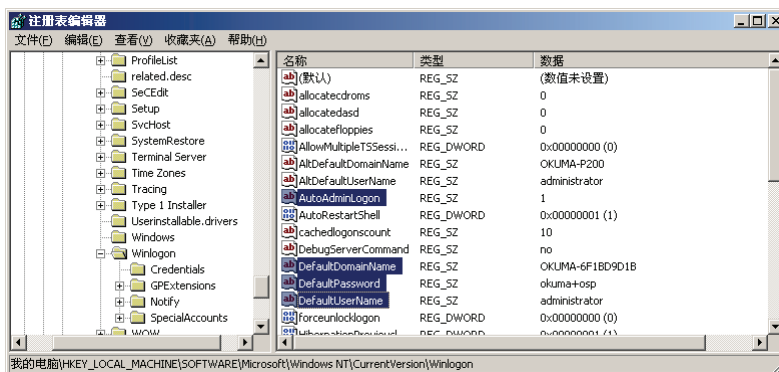 注册表编辑器
文件(F) 编辑(E) 查看(V) 收藏夹(A) 帮助(H)
ProfileList
related.desc
SeCEdit
Setup
SvcHost
SystemRestore
Terminal Server
Time Zones
Tracing
Type 1 Installer
Userinstallable.drivers
Windows
Winlogon
Credentials
GPExtensions
Notify
SpecialAccounts
WOW
名称 类型 数据
(默认) REG_SZ (数值未设置)
allocatecdroms REG_SZ 0
allocatedasd REG_SZ 0
allocatefloppies REG_SZ 0
AllowMultipleTSSessi... REG_DWORD 0x00000000 (0)
AltDefaultDomainName REG_SZ OKUMA-P200
AltDefaultUserName REG_SZ administrator
AutoAdminLogon REG_SZ 1
AutoRestartShell REG_DWORD 0x00000001 (1)
cachedlogonscount REG_SZ 10
DebugServerCommand REG_SZ no
DefaultDomainName REG_SZ OKUMA-6F1BD9D1B
DefaultPassword REG_SZ okuma+osp
DefaultUserName REG_SZ administrator
forceunlocklogon REG_DWORD 0x00000000 (0)
HibernationPreviousl REG_DWORD 0x00000001 (1)
我的电脑\HKEY_LOCAL_MACHINE\SOFTWARE\Microsoft\Windows NT\CurrentVersion\Winlogon